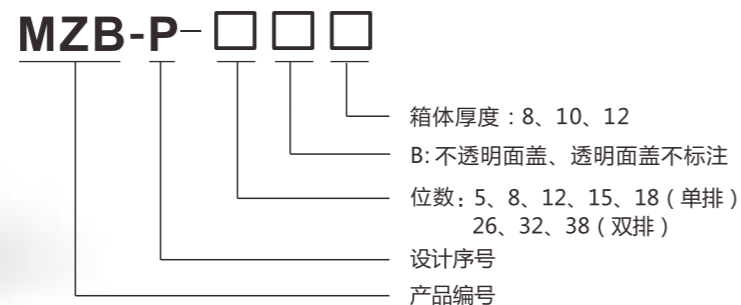 MZB-P-□□□
箱体厚度：8、10、12
B:不透明面盖、透明面盖不标注
位数：5、8、12、15、18（单排）
26、32、38（双排）
设计序号
产品编号